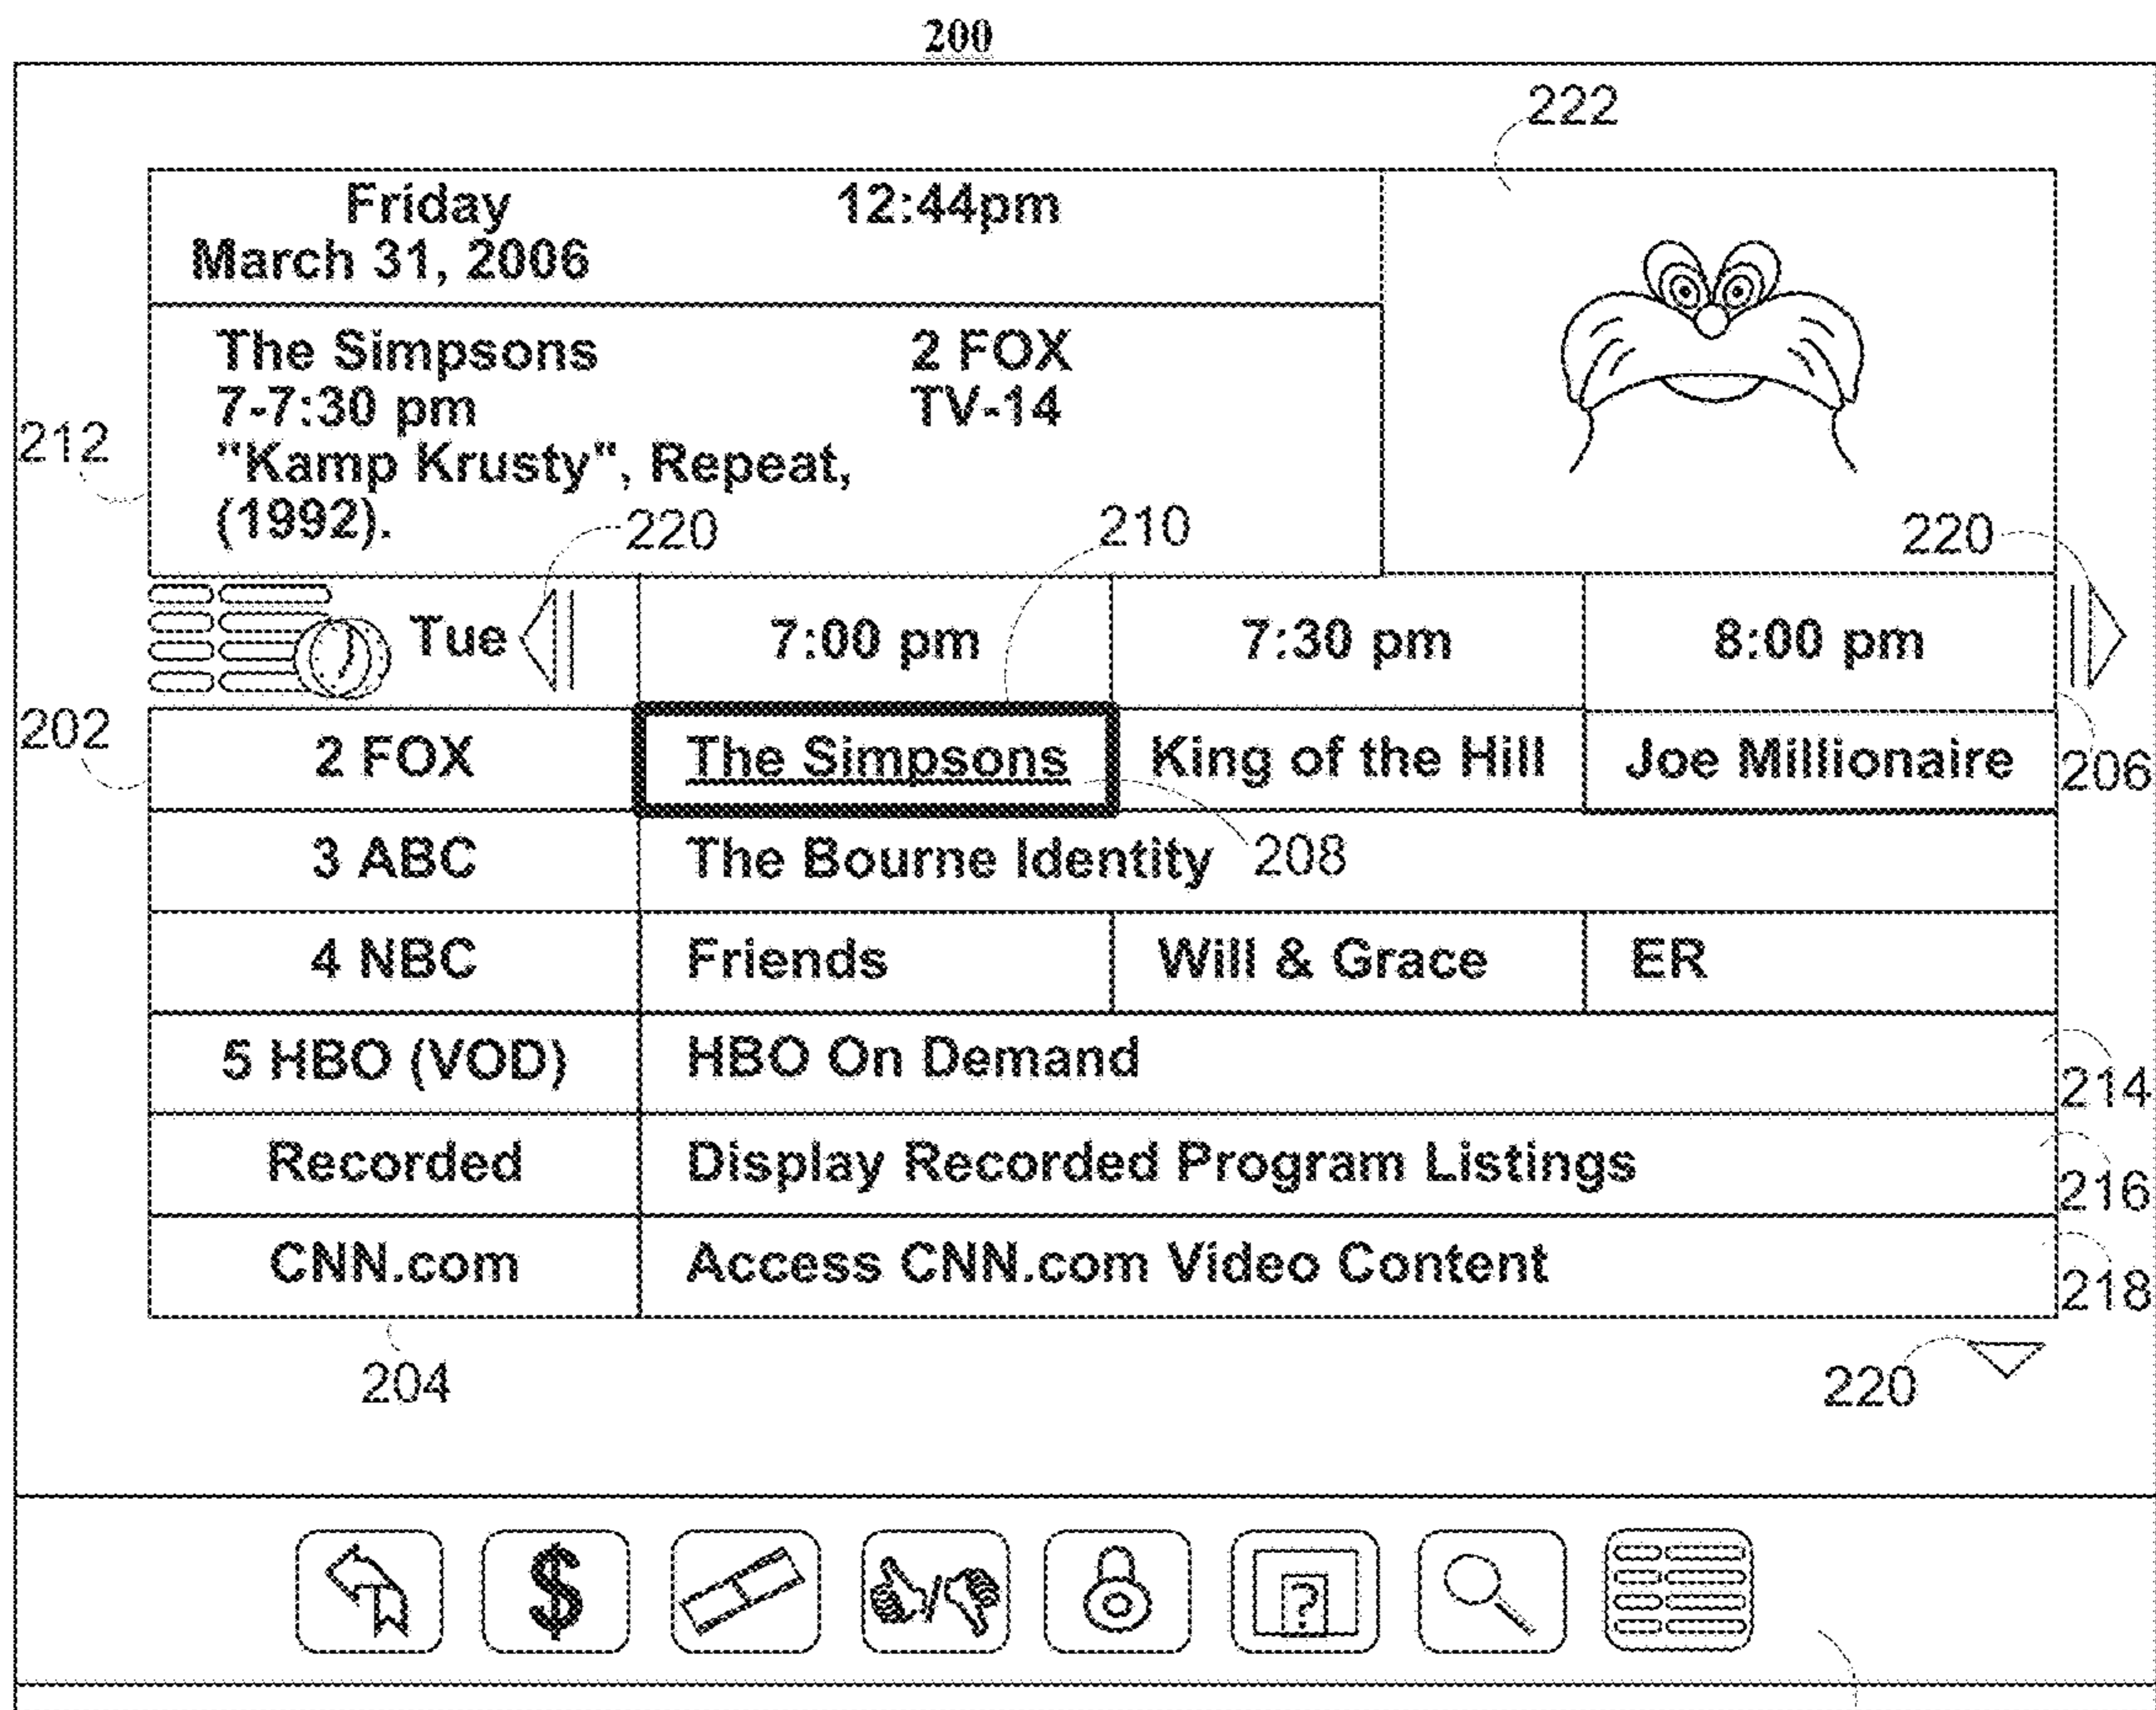 200
222
Friday 12:44pm
March 31, 2006
The Simpsons 2 FOX
7-7:30 pm TV-14
212
"Kamp Krusty", Repeat,
(1992).
220 210 220
Tue 7:00 pm 7:30 pm 8:00 pm
202
2 FOX The Simpsons King of the Hill Joe Millionaire
206
3 ABC The Bourne Identity 208
4 NBC Friends Will & Grace ER
5 HBO (VOD) HBO On Demand
214
Recorded Display Recorded Program Listings
216
CNN.com Access CNN.com Video Content
218
204 220
$ ?